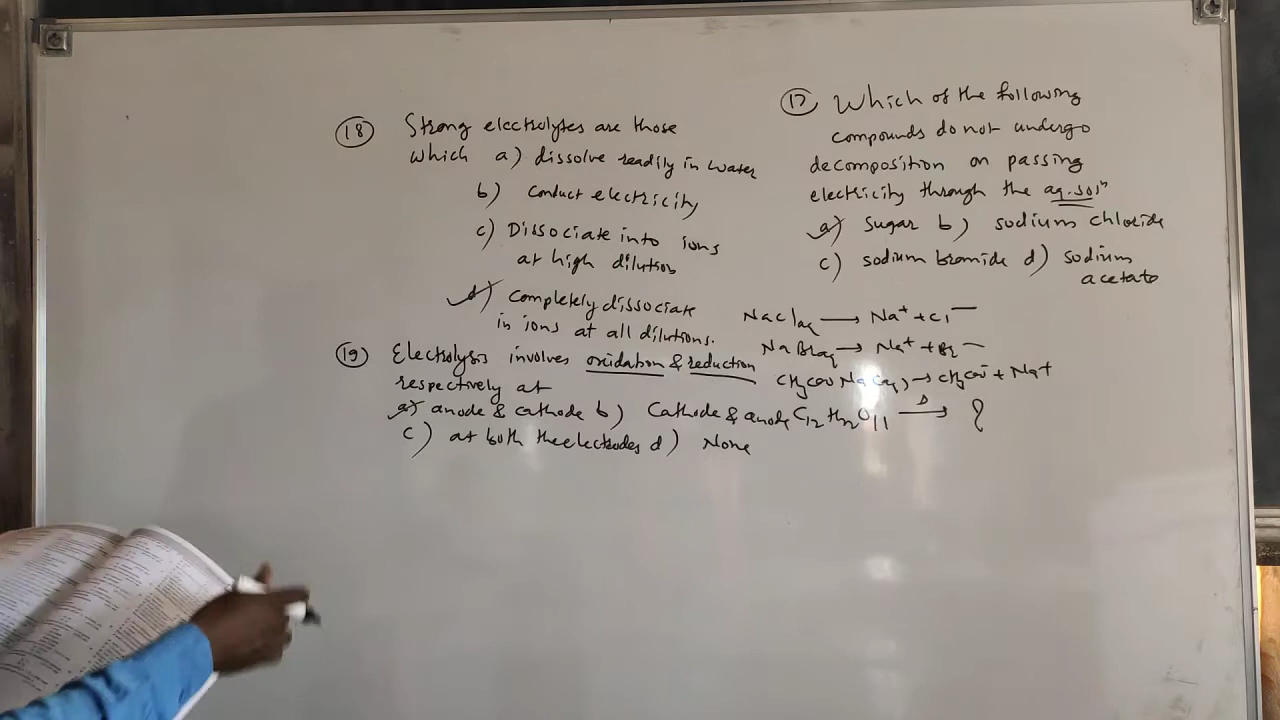 (17) Which of the following
compounds do not undergo
decomposition on passing
electricity through the aq.solⁿ
a) Sugar b) sodium chloride
c) sodium bromide d) sodium
acetate
NaCl aq → Na⁺ + Cl⁻
NaBr aq → Na⁺ + Br⁻
CH₃COONa(aq) → CH₃COO⁻ + Na⁺
C₁₂H₂₂O₁₁ —Δ→ ?
(18) Strong electrolytes are those
which a) dissolve readily in water
b) conduct electricity
c) Dissociate into ions
at high dilution
d) completely dissociate
in ions at all dilutions.
(19) Electrolysis involves oxidation & reduction
respectively at
a) anode & cathode b) Cathode & anode
c) at both the electrodes d) None